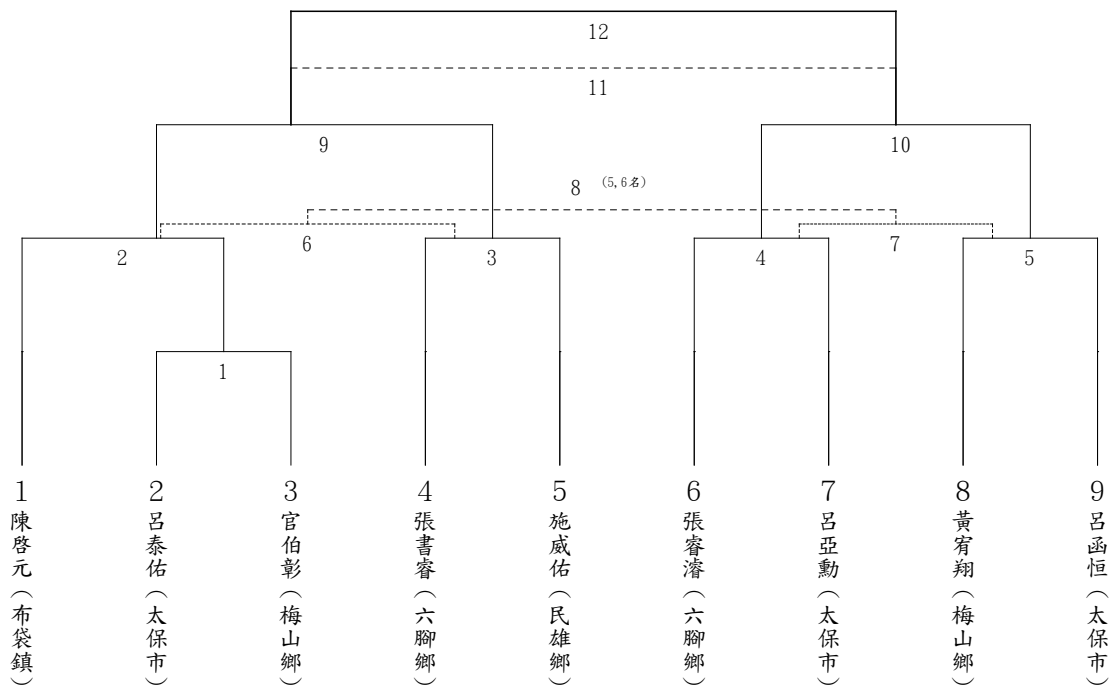 12
11
9
10
8 (5,6名)
6
7
2
3
4
5
1
1
陳啓元（布袋鎮）
2
呂泰佑（太保市）
3
官伯彰（梅山鄉）
4
張書睿（六腳鄉）
5
施威佑（民雄鄉）
6
張睿濬（六腳鄉）
7
呂亞勳（太保市）
8
黃宥翔（梅山鄉）
9
呂函恒（太保市）